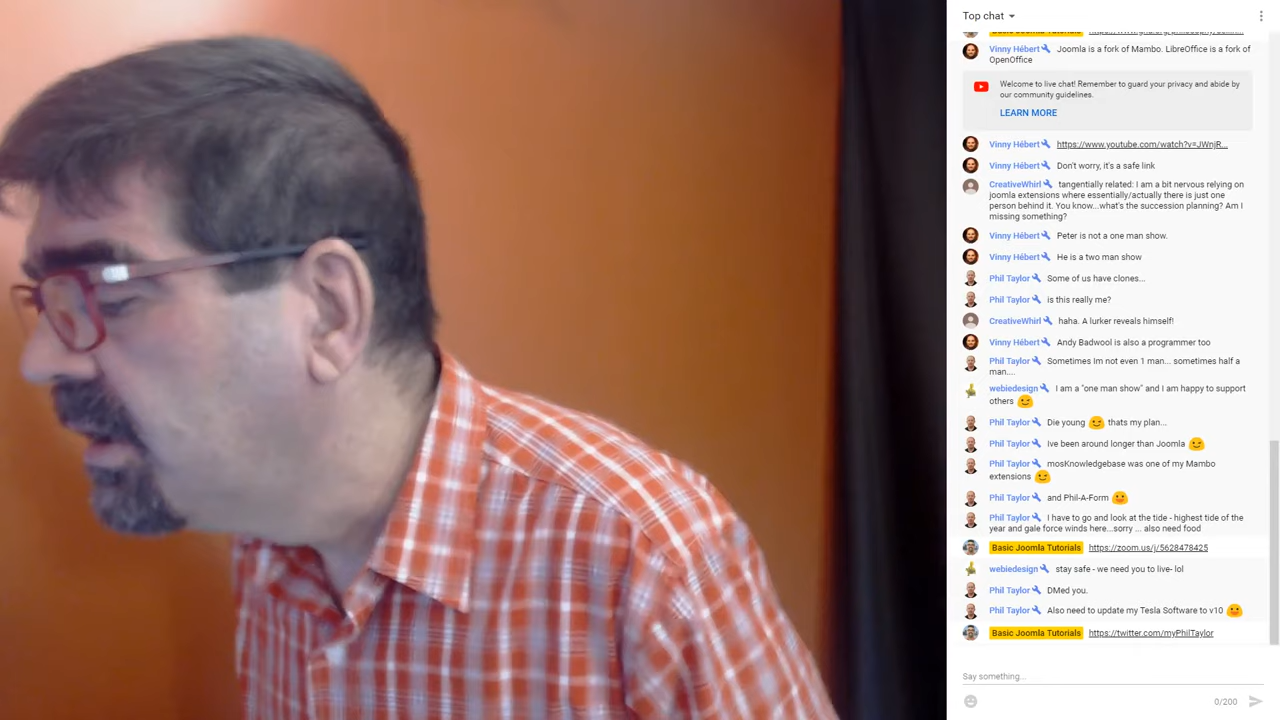 Top chat
Basic Joomla Tutorials
Vinny Hébert Joomla is a fork of Mambo. LibreOffice is a fork of
OpenOffice
Welcome to live chat! Remember to guard your privacy and abide by
our community guidelines.
LEARN MORE
Vinny Hébert https://www.youtube.com/watch?v=JWnjR...
Vinny Hébert Don't worry, it's a safe link
CreativeWhirl tangentially related: I am a bit nervous relying on
joomla extensions where essentially/actually there is just one
person behind it. You know...what's the succession planning? Am I
missing something?
Vinny Hébert Peter is not a one man show.
Vinny Hébert He is a two man show
Phil Taylor Some of us have clones...
Phil Taylor is this really me?
CreativeWhirl haha. A lurker reveals himself!
Vinny Hébert Andy Badwool is also a programmer too
Phil Taylor Sometimes Im not even 1 man... sometimes half a
man....
webiedesign I am a "one man show" and I am happy to support
others 😉
Phil Taylor Die young 😉 thats my plan...
Phil Taylor Ive been around longer than Joomla 😉
Phil Taylor mosKnowledgebase was one of my Mambo
extensions 😉
Phil Taylor and Phil-A-Form 😛
Phil Taylor I have to go and look at the tide - highest tide of the
year and gale force winds here...sorry ... also need food
Basic Joomla Tutorials https://zoom.us/j/5628478425
webiedesign stay safe - we need you to live- lol
Phil Taylor DMed you.
Phil Taylor Also need to update my Tesla Software to v10 😛
Basic Joomla Tutorials https://twitter.com/myPhilTaylor
Say something...
0/200